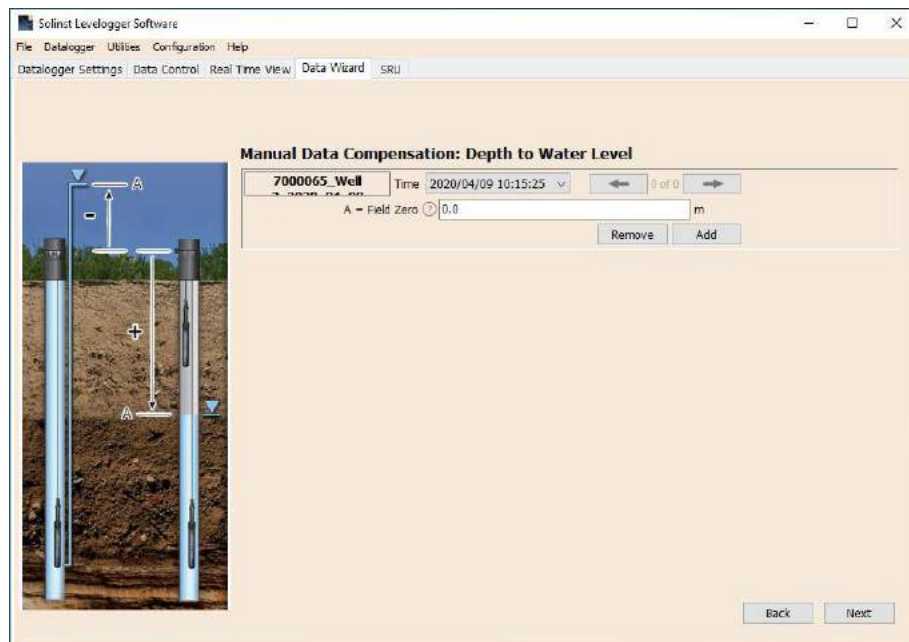 Solinst Levelogger Software
File Datalogger Utilities Configuration Help
Datalogger Settings Data Control Real Time View Data Wizard SRU
Manual Data Compensation: Depth to Water Level
7000065_Well Time 2020/04/09 10:15:25 0 of 0
A = Field Zero ? 0.0 m
Remove Add
A
-
+
A
Back Next